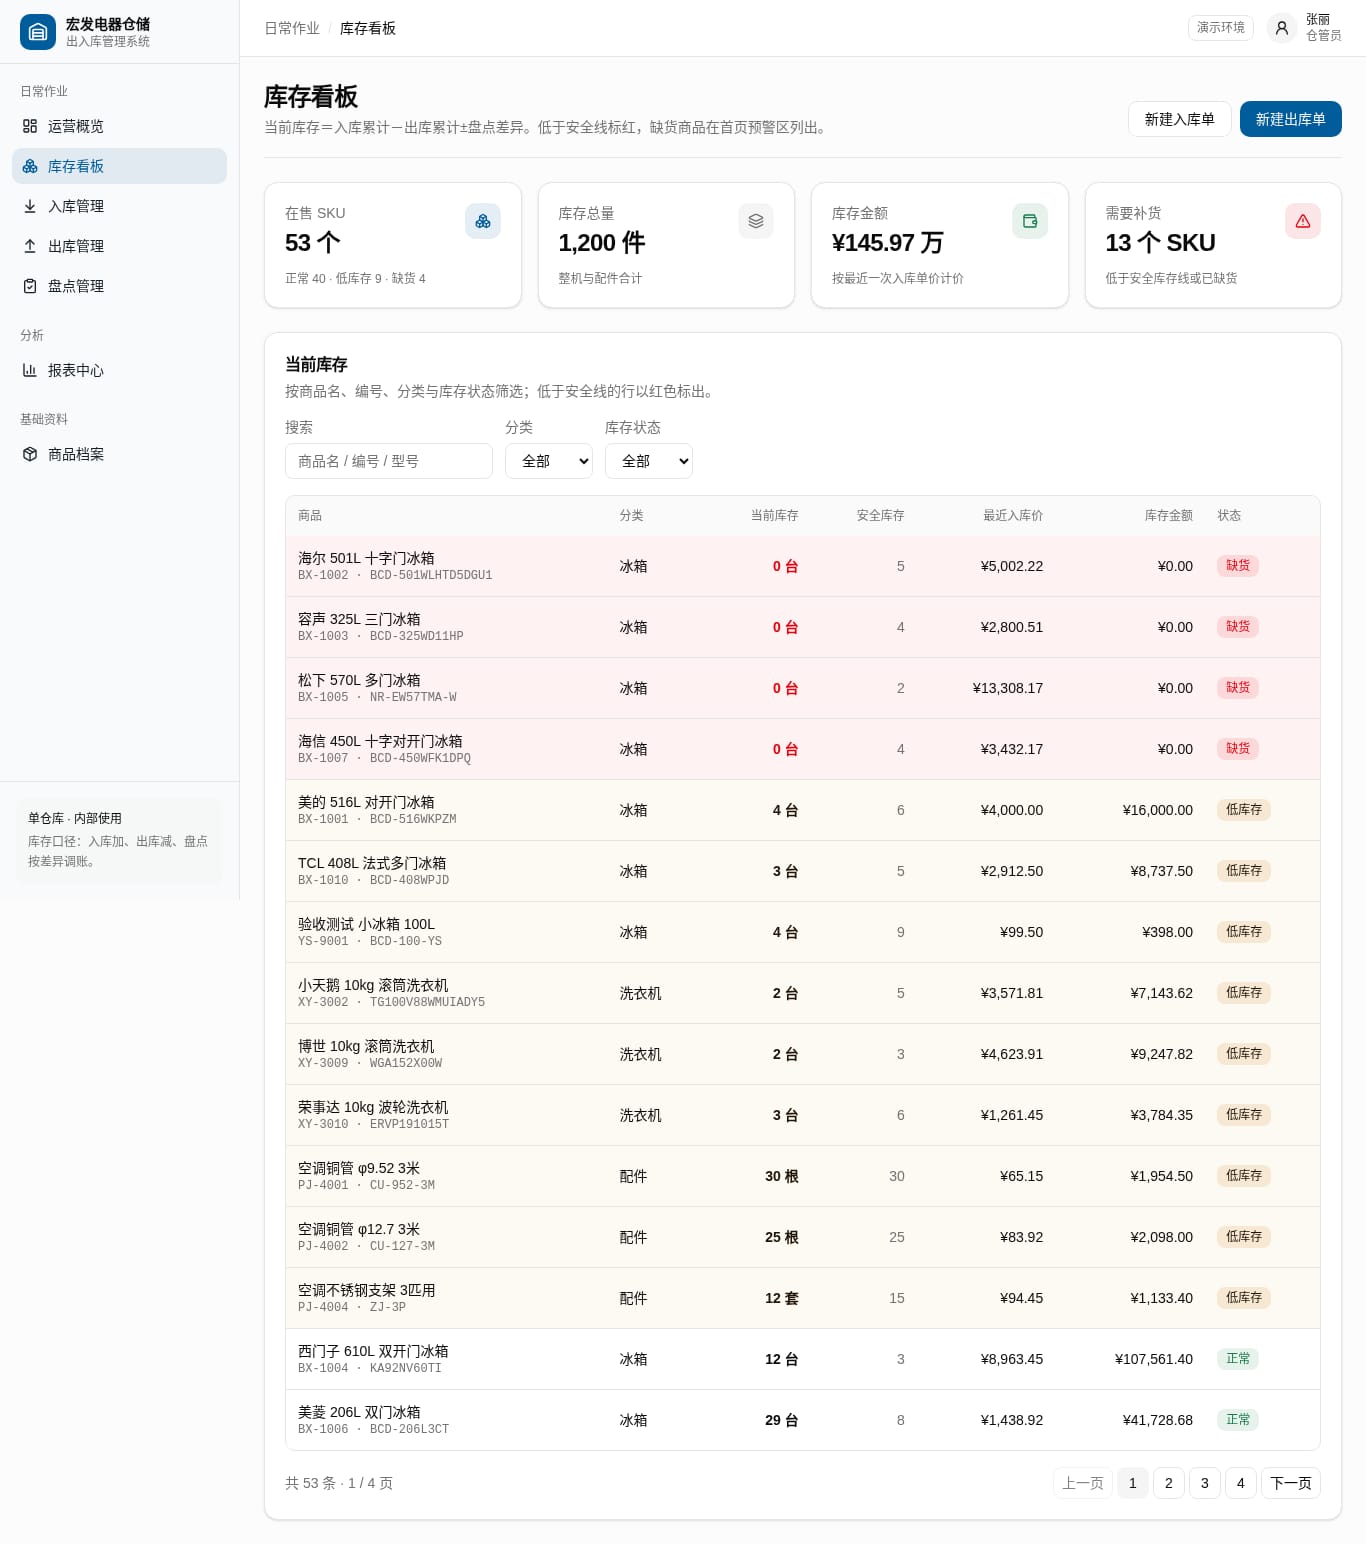 宏发电器仓储
出入库管理系统
日常作业
运营概览
库存看板
入库管理
出库管理
盘点管理
分析
报表中心
基础资料
商品档案
单仓库 · 内部使用
库存口径：入库加、出库减、盘点
按差异调账。
日常作业 / 库存看板
演示环境
张丽
仓管员
库存看板
当前库存＝入库累计－出库累计±盘点差异。低于安全线标红，缺货商品在首页预警区列出。
新建入库单
新建出库单
在售 SKU
53 个
正常 40 · 低库存 9 · 缺货 4
库存总量
1,200 件
整机与配件合计
库存金额
¥145.97 万
按最近一次入库单价计价
需要补货
13 个 SKU
低于安全库存线或已缺货
当前库存
按商品名、编号、分类与库存状态筛选；低于安全线的行以红色标出。
搜索 分类 库存状态
商品名 / 编号 / 型号 全部 全部
商品 分类 当前库存 安全库存 最近入库价 库存金额 状态
海尔 501L 十字门冰箱
BX-1002 · BCD-501WLHTD5DGU1
冰箱 0 台 5 ¥5,002.22 ¥0.00 缺货
容声 325L 三门冰箱
BX-1003 · BCD-325WD11HP
冰箱 0 台 4 ¥2,800.51 ¥0.00 缺货
松下 570L 多门冰箱
BX-1005 · NR-EW57TMA-W
冰箱 0 台 2 ¥13,308.17 ¥0.00 缺货
海信 450L 十字对开门冰箱
BX-1007 · BCD-450WFK1DPQ
冰箱 0 台 4 ¥3,432.17 ¥0.00 缺货
美的 516L 对开门冰箱
BX-1001 · BCD-516WKPZM
冰箱 4 台 6 ¥4,000.00 ¥16,000.00 低库存
TCL 408L 法式多门冰箱
BX-1010 · BCD-408WPJD
冰箱 3 台 5 ¥2,912.50 ¥8,737.50 低库存
验收测试 小冰箱 100L
YS-9001 · BCD-100-YS
冰箱 4 台 9 ¥99.50 ¥398.00 低库存
小天鹅 10kg 滚筒洗衣机
XY-3002 · TG100V88WMUIADY5
洗衣机 2 台 5 ¥3,571.81 ¥7,143.62 低库存
博世 10kg 滚筒洗衣机
XY-3009 · WGA152X00W
洗衣机 2 台 3 ¥4,623.91 ¥9,247.82 低库存
荣事达 10kg 波轮洗衣机
XY-3010 · ERVP191015T
洗衣机 3 台 6 ¥1,261.45 ¥3,784.35 低库存
空调铜管 φ9.52 3米
PJ-4001 · CU-952-3M
配件 30 根 30 ¥65.15 ¥1,954.50 低库存
空调铜管 φ12.7 3米
PJ-4002 · CU-127-3M
配件 25 根 25 ¥83.92 ¥2,098.00 低库存
空调不锈钢支架 3匹用
PJ-4004 · ZJ-3P
配件 12 套 15 ¥94.45 ¥1,133.40 低库存
西门子 610L 双开门冰箱
BX-1004 · KA92NV60TI
冰箱 12 台 3 ¥8,963.45 ¥107,561.40 正常
美菱 206L 双门冰箱
BX-1006 · BCD-206L3CT
冰箱 29 台 8 ¥1,438.92 ¥41,728.68 正常
共 53 条 · 1 / 4 页
上一页 1 2 3 4 下一页